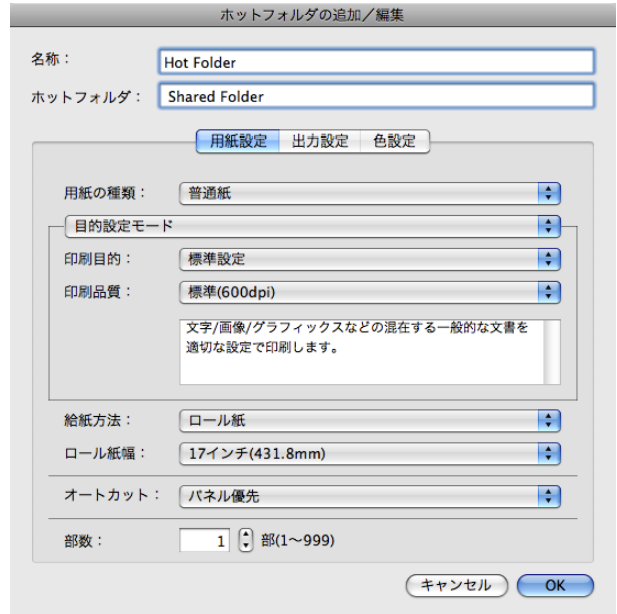 ホットフォルダの追加／編集
名称： Hot Folder
ホットフォルダ： Shared Folder
用紙設定 出力設定 色設定
用紙の種類： 普通紙
目的設定モード
印刷目的： 標準設定
印刷品質： 標準(600dpi)
文字/画像/グラフィックスなどの混在する一般的な文書を
適切な設定で印刷します。
給紙方法： ロール紙
ロール紙幅： 17インチ(431.8mm)
オートカット： パネル優先
部数： 1 部(1〜999)
キャンセル OK